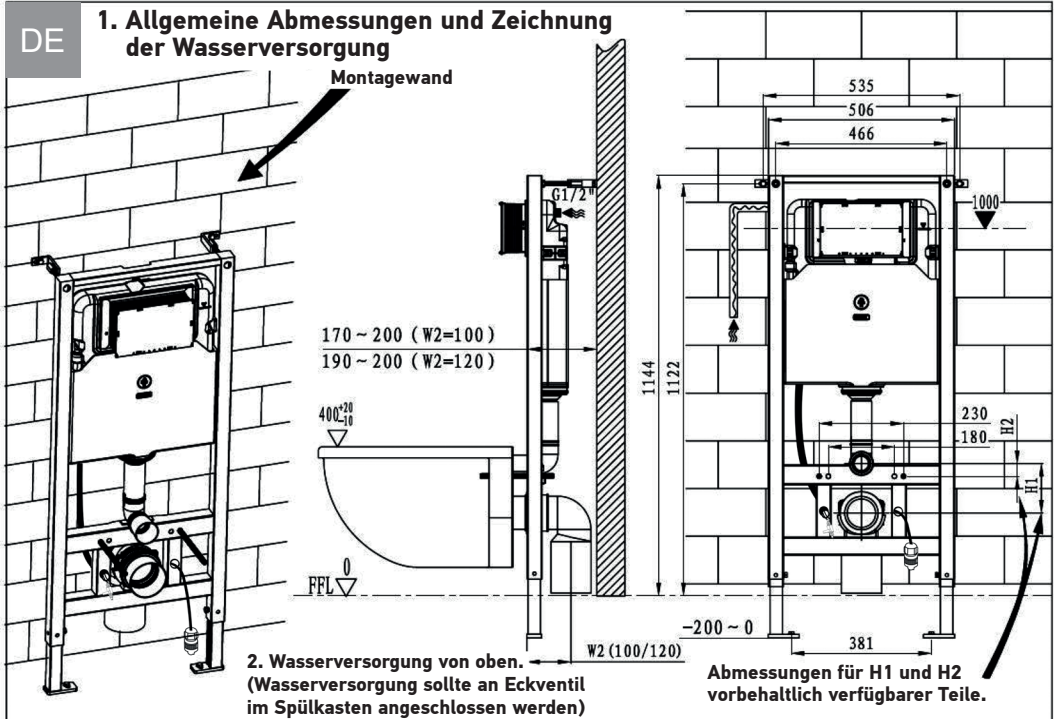 DE
1. Allgemeine Abmessungen und Zeichnung
der Wasserversorgung
Montagewand
535
506
466
G1/2"
1000
170 ~ 200 ( W2=100 )
190 ~ 200 ( W2=120 )
1144
1122
400 +20
-10
230
180
H2
H1
0
FFL
-200 ~ 0
W2 (100/120)
381
2. Wasserversorgung von oben.
(Wasserversorgung sollte an Eckventil
im Spülkasten angeschlossen werden)
Abmessungen für H1 und H2
vorbehaltlich verfügbarer Teile.